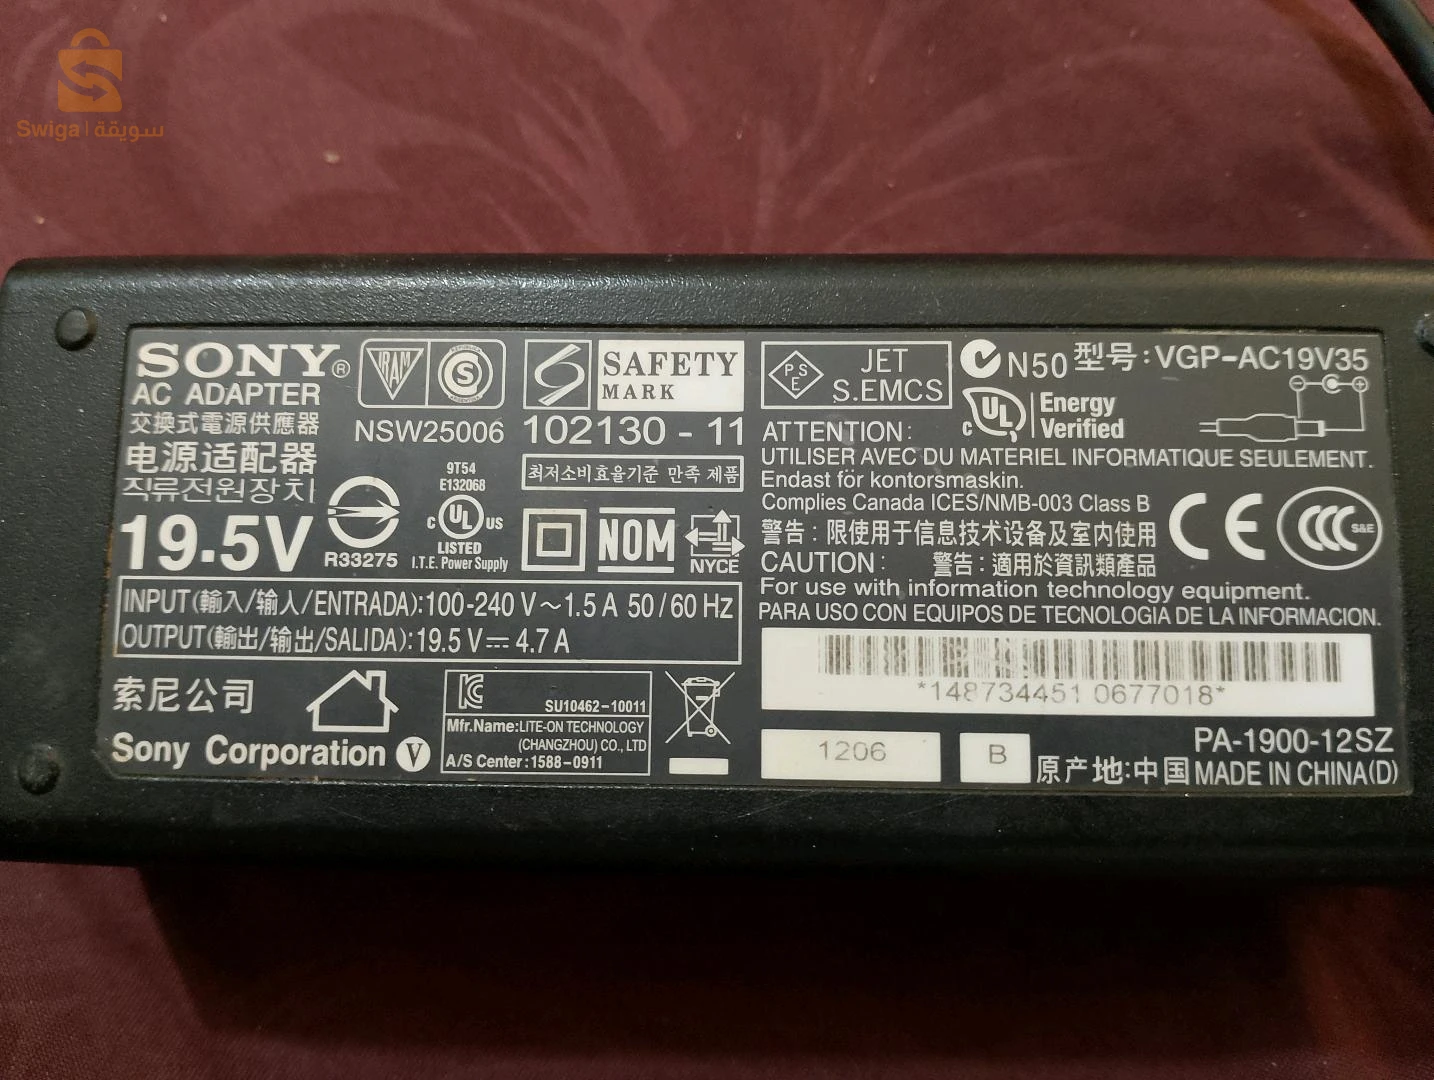 Swiga | سويقة
SONY®
AC ADAPTER
交換式電源供應器
电源适配器
직류전원장치
19.5V
IRAM
S
NSW25006
R33275
9T54
E132068
c UL US
LISTED
I.T.E. Power Supply
SAFETY
MARK
102130 - 11
최저소비효율기준 만족 제품
NOM
NYCE
INPUT(輸入/输入/ENTRADA):100-240 V～1.5 A 50/60 Hz
OUTPUT(輸出/输出/SALIDA):19.5 V⎓ 4.7 A
索尼公司
Sony Corporation V
SU10462-10011
Mfr.Name:LITE-ON TECHNOLOGY
(CHANGZHOU) CO., LTD
A/S Center:1588-0911
PSE
JET
S.EMCS
N50 型号:VGP-AC19V35
c UL Energy
Verified
ATTENTION:
UTILISER AVEC DU MATERIEL INFORMATIQUE SEULEMENT.
Endast för kontorsmaskin.
Complies Canada ICES/NMB-003 Class B
警告：限使用于信息技术设备及室内使用
CAUTION: 警告：適用於資訊類產品
For use with information technology equipment.
PARA USO CON EQUIPOS DE TECNOLOGIA DE LA INFORMACION.
CE CCC S&E
*148734451 0677018*
1206
B
PA-1900-12SZ
原产地:中国 MADE IN CHINA(D)